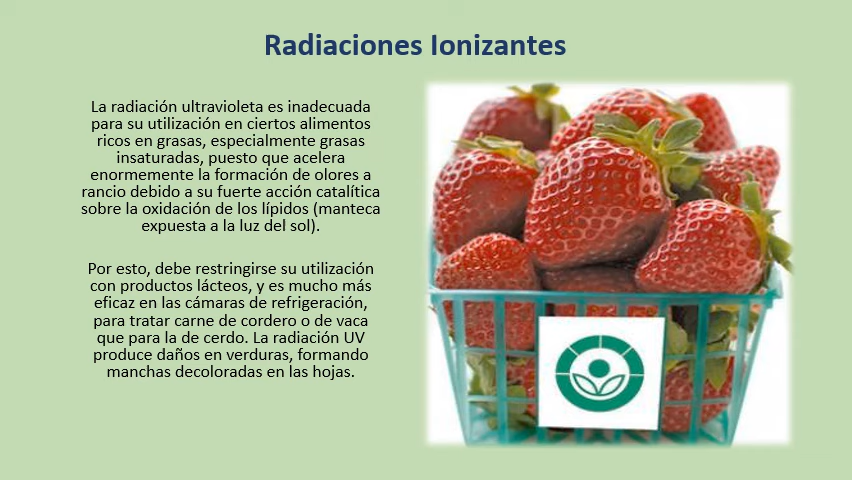 Radiaciones Ionizantes
La radiación ultravioleta es inadecuada
para su utilización en ciertos alimentos
ricos en grasas, especialmente grasas
insaturadas, puesto que acelera
enormemente la formación de olores a
rancio debido a su fuerte acción catalítica
sobre la oxidación de los lípidos (manteca
expuesta a la luz del sol).
Por esto, debe restringirse su utilización
con productos lácteos, y es mucho más
eficaz en las cámaras de refrigeración,
para tratar carne de cordero o de vaca
que para la de cerdo. La radiación UV
produce daños en verduras, formando
manchas decoloradas en las hojas.